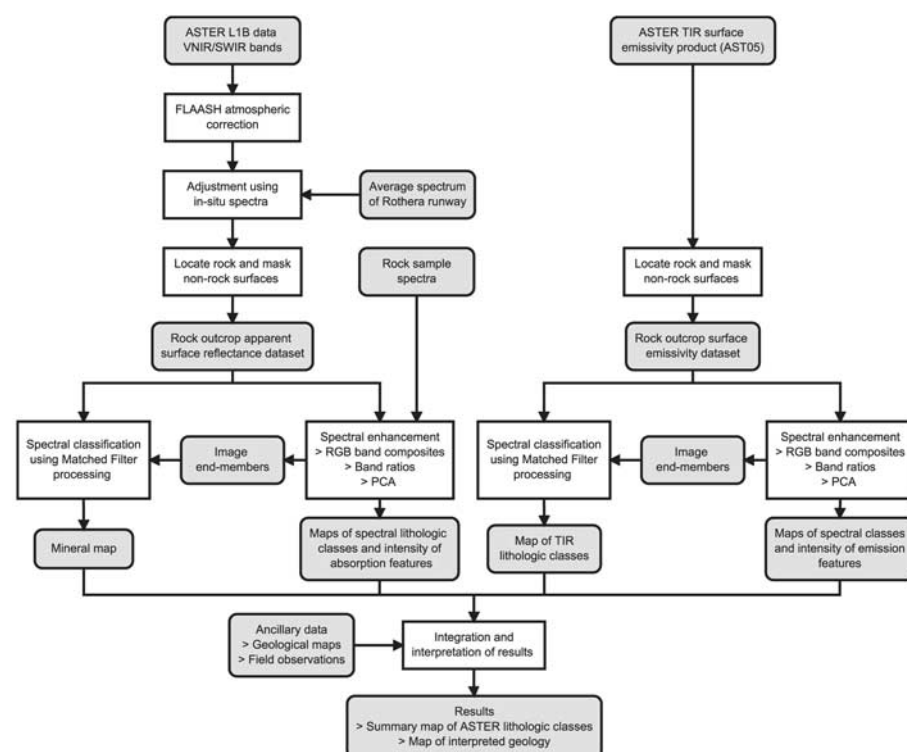 ASTER L1B data
VNIR/SWIR bands
ASTER TIR surface
emissivity product (AST05)
FLAASH atmospheric
correction
Adjustment using
in-situ spectra
Average spectrum
of Rothera runway
Locate rock and mask
non-rock surfaces
Rock sample
spectra
Locate rock and mask
non-rock surfaces
Rock outcrop apparent
surface reflectance dataset
Rock outcrop surface
emissivity dataset
Spectral classification
using Matched Filter
processing
Image
end-members
Spectral enhancement
> RGB band composites
> Band ratios
> PCA
Spectral classification
using Matched Filter
processing
Image
end-members
Spectral enhancement
> RGB band composites
> Band ratios
> PCA
Mineral map
Maps of spectral lithologic
classes and intensity of
absorption features
Map of TIR
lithologic classes
Maps of spectral classes
and intensity of emission
features
Ancillary data
> Geological maps
> Field observations
Integration and
interpretation of results
Results
> Summary map of ASTER lithologic classes
> Map of interpreted geology